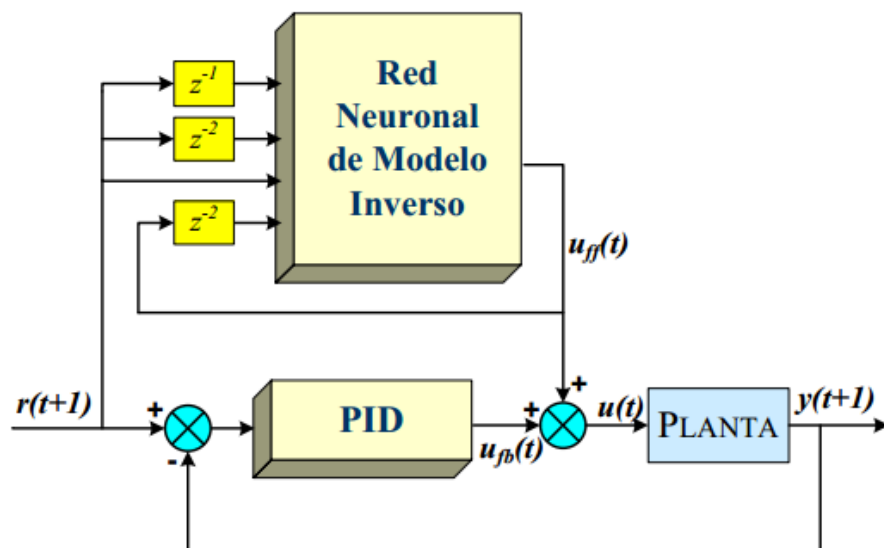 z⁻¹
z⁻²
z⁻²
Red
Neuronal
de Modelo
Inverso
u_ff(t)
r(t+1)
+
-
PID
u_fb(t)
+
+
u(t)
PLANTA
y(t+1)